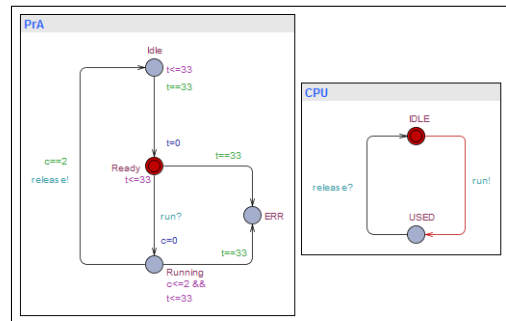 PrA
Idle
t<=33
t==33
t=0
Ready
t<=33
t==33
c==2
release!
run?
ERR
c=0
t==33
Running
c<=2 &&
t<=33
CPU
IDLE
release?
run!
USED